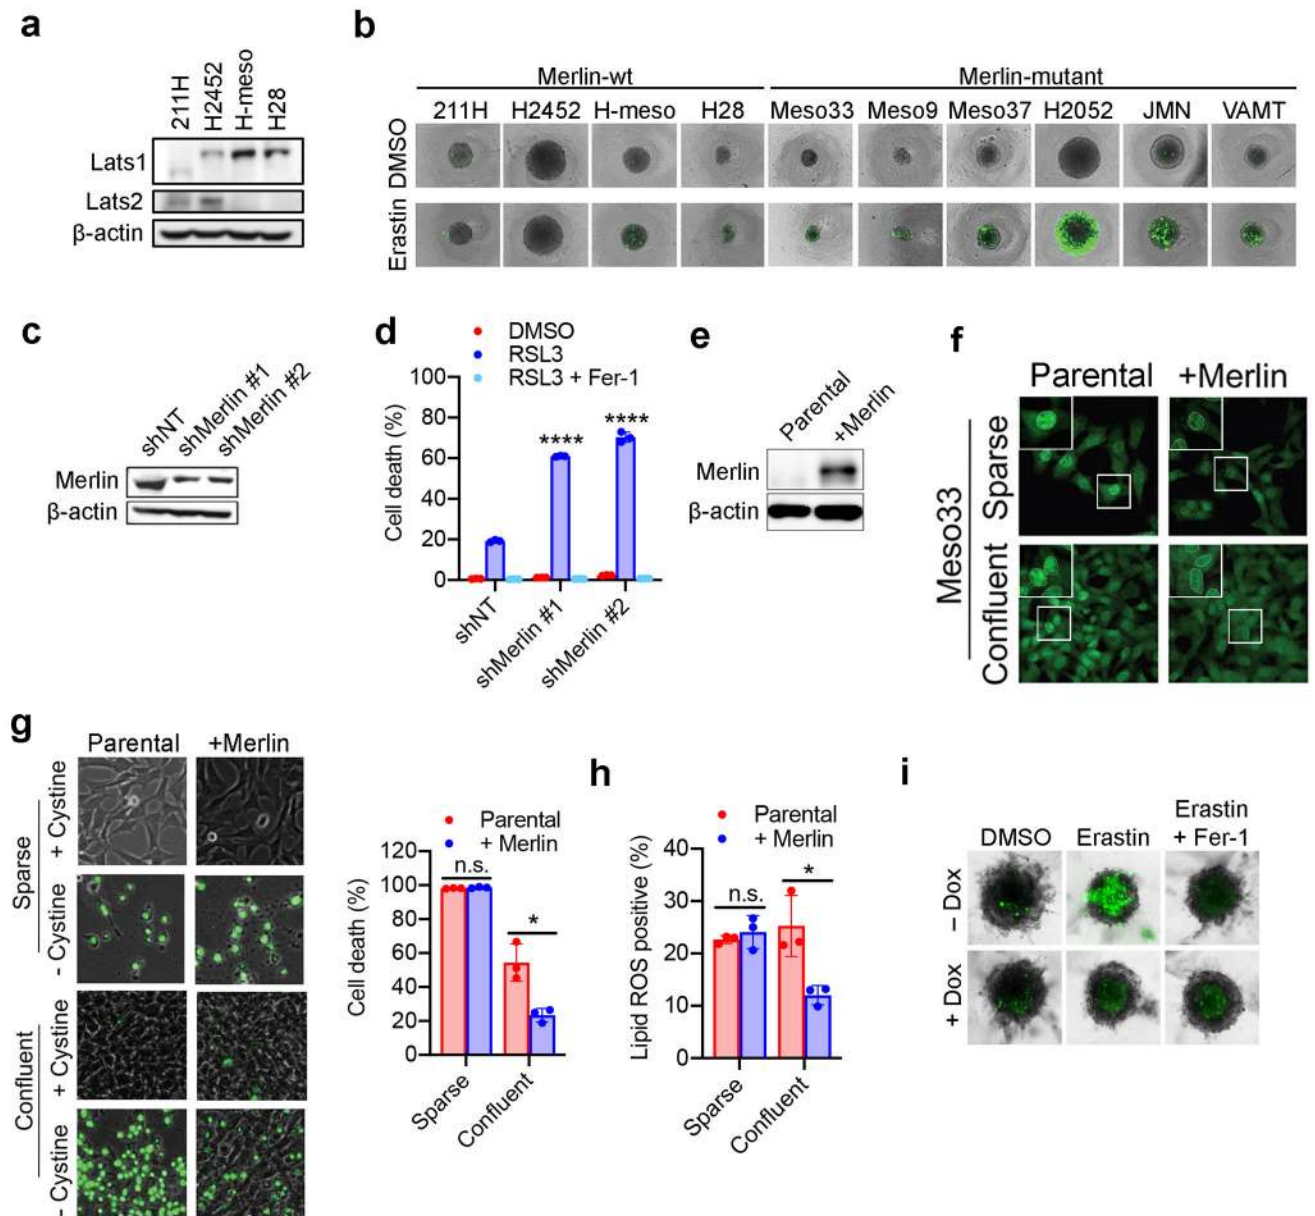 a
211H
H2452
H-meso
H28
Lats1
Lats2
β-actin
b
Merlin-wt
Merlin-mutant
211H H2452 H-meso H28 Meso33 Meso9 Meso37 H2052 JMN VAMT
DMSO
Erastin
c
shNT
shMerlin #1
shMerlin #2
Merlin
β-actin
d
DMSO
RSL3
RSL3 + Fer-1
Cell death (%)
100
80
60
40
20
0
****
****
shNT
shMerlin #1
shMerlin #2
e
Parental
+Merlin
Merlin
β-actin
f
Parental +Merlin
Meso33
Sparse
Confluent
g
Parental +Merlin
Sparse
+ Cystine
- Cystine
Confluent
+ Cystine
- Cystine
Parental
+ Merlin
Cell death (%)
120
100
80
60
40
20
0
n.s.
*
Sparse
Confluent
h
Parental
+ Merlin
Lipid ROS positive (%)
40
30
20
10
0
n.s.
*
Sparse
Confluent
i
DMSO Erastin Erastin
+ Fer-1
– Dox
+ Dox